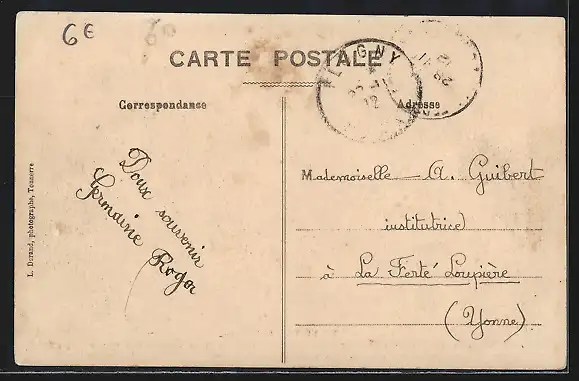 6€
CARTE POSTALE
Correspondance
Adresse
Doux souvenir
Germaine Roger
L. Durand, photographe, Tonnerre
Mademoiselle A. Guibert
institutrice
à La Ferté Loupière
(Yonne)